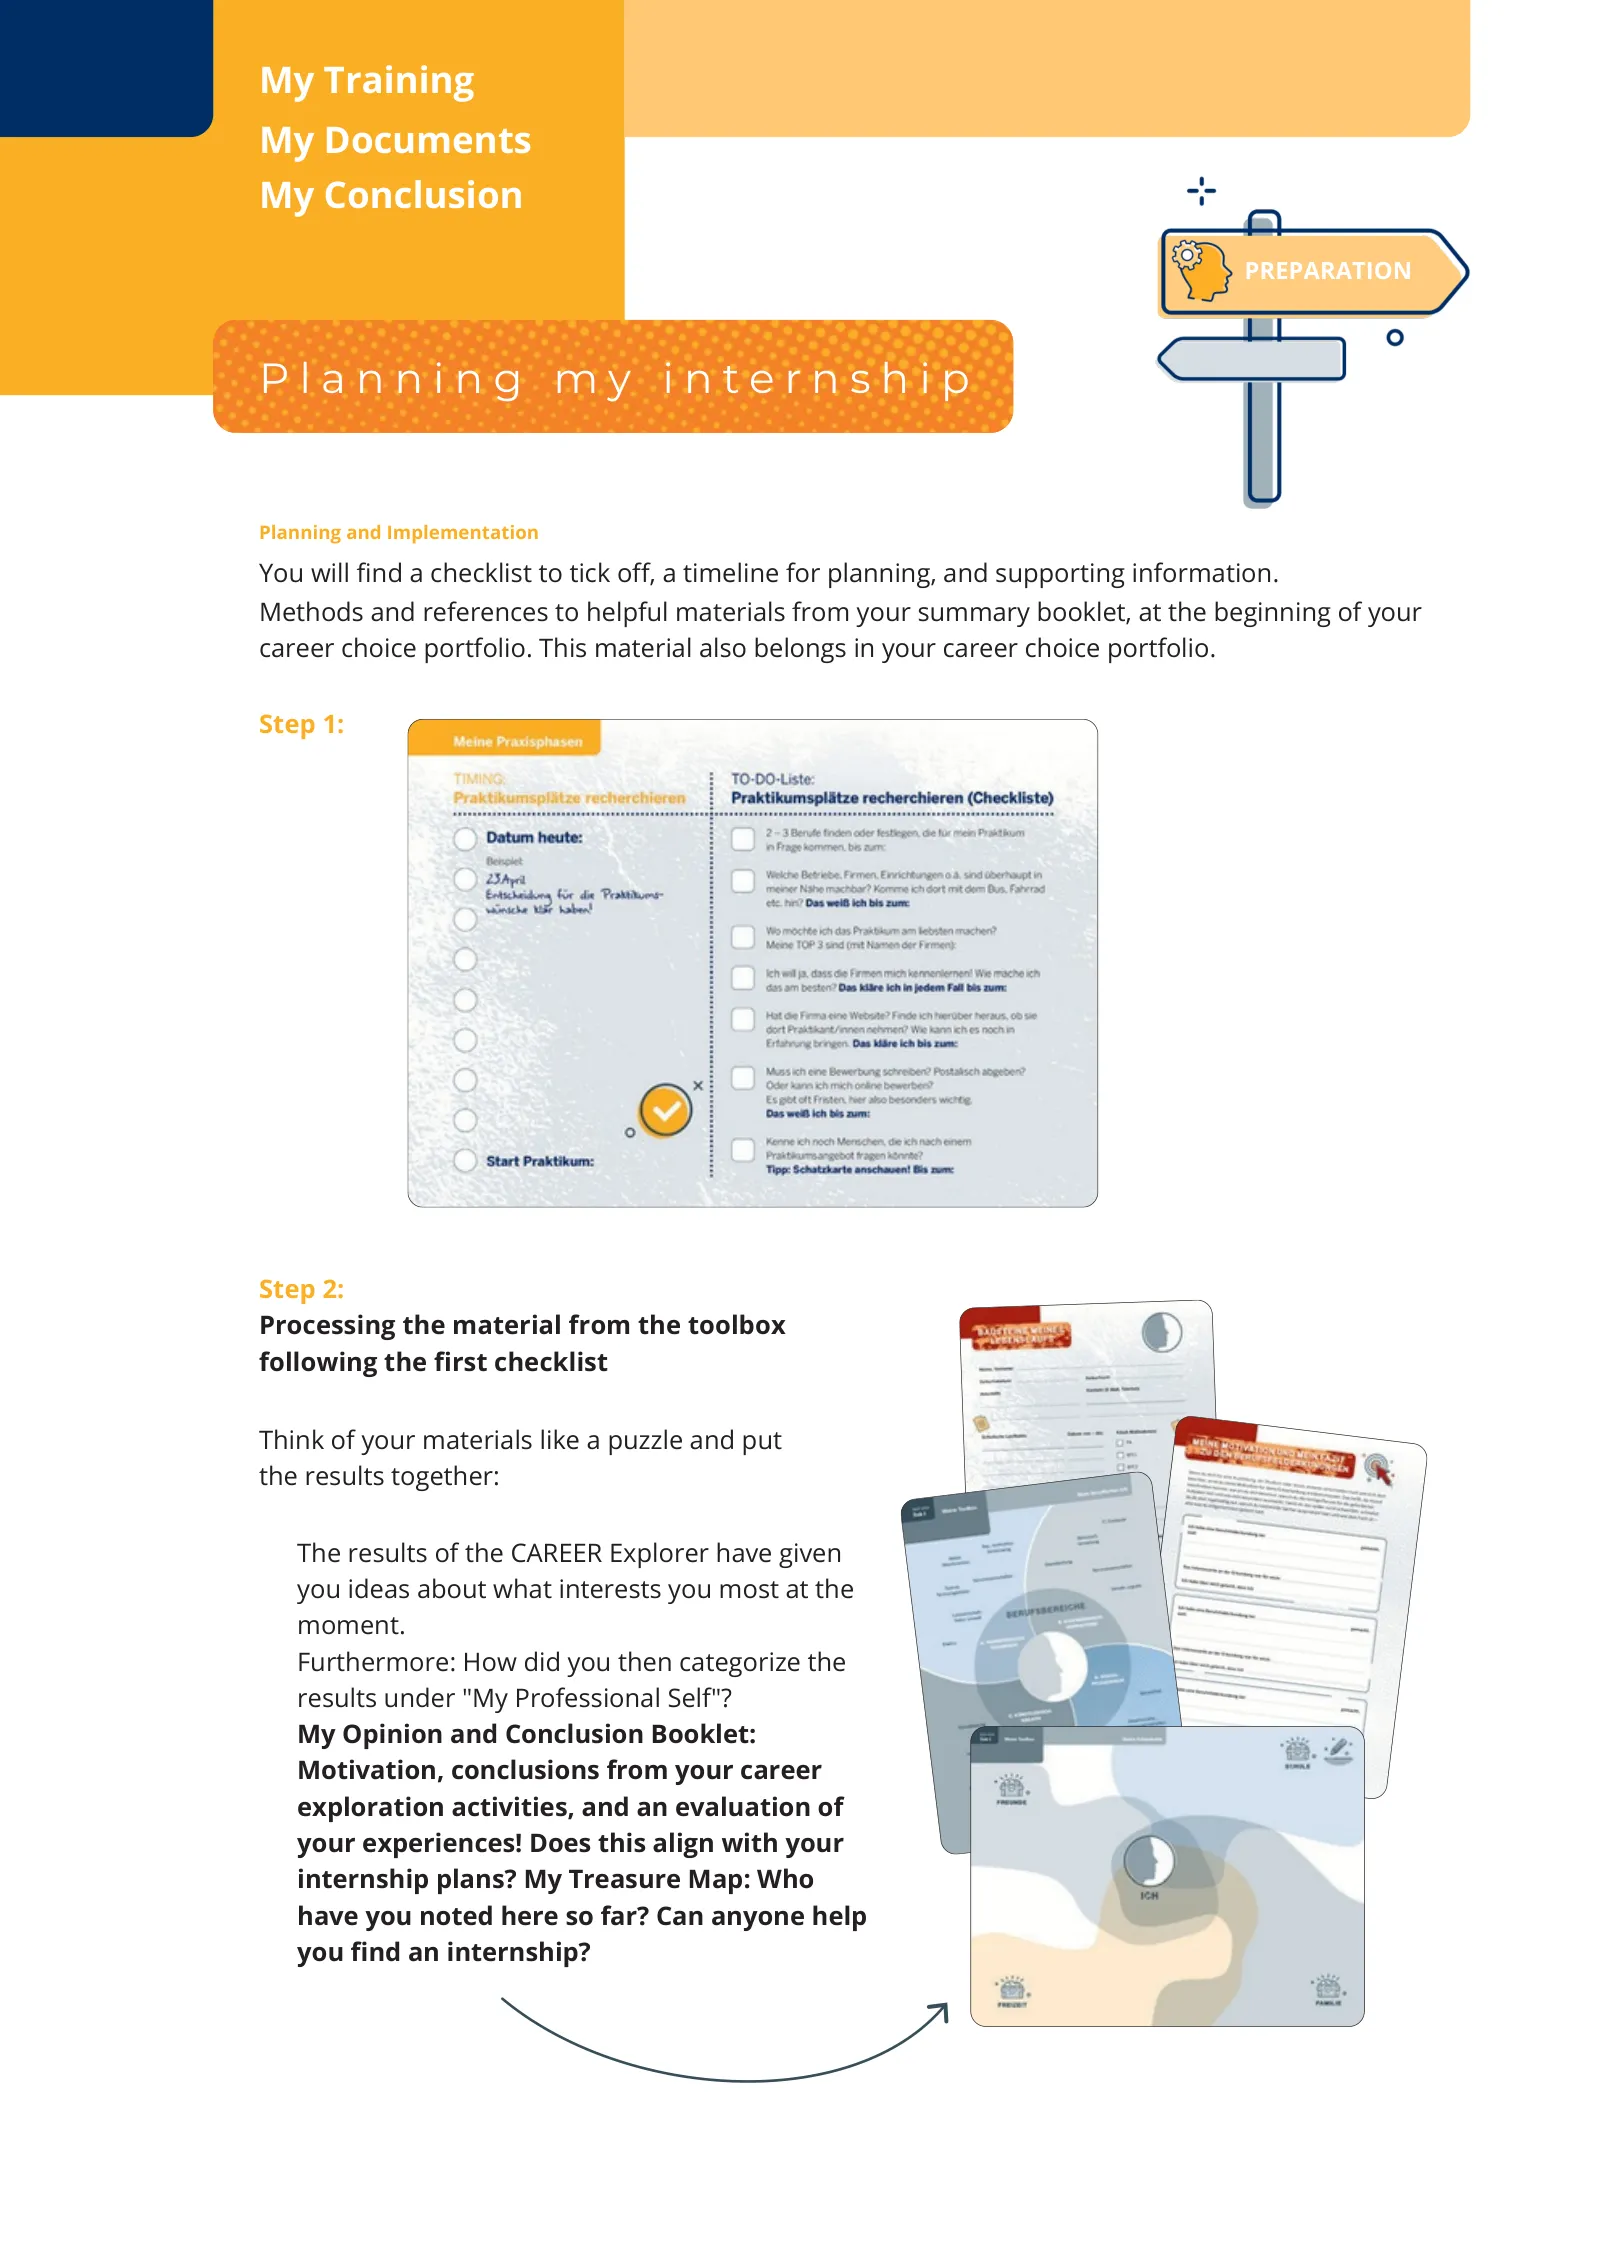 My Training
My Documents
My Conclusion
PREPARATION
Planning my internship
Planning and Implementation
You will find a checklist to tick off, a timeline for planning, and supporting information.
Methods and references to helpful materials from your summary booklet, at the beginning of your
career choice portfolio. This material also belongs in your career choice portfolio.
Step 1:
Meine Praxisphasen
TIMING:
Praktikumsplätze recherchieren
Datum heute:
Beispiel:
23.April
Entscheidung für die Praktikums-
wünsche klar haben!
Start Praktikum:
TO-DO-Liste:
Praktikumsplätze recherchieren (Checkliste)
2 – 3 Berufe finden oder festlegen, die für mein Praktikum
in Frage kommen, bis zum:
Welche Betriebe, Firmen, Einrichtungen o.ä. sind überhaupt in
meiner Nähe machbar? Komme ich dort mit dem Bus, Fahrrad
etc. hin? Das weiß ich bis zum:
Wo möchte ich das Praktikum am liebsten machen?
Meine TOP 3 sind (mit Namen der Firmen):
Ich will ja, dass die Firmen mich kennenlernen! Wie mache ich
das am besten? Das kläre ich in jedem Fall bis zum:
Hat die Firma eine Website? Finde ich hierüber heraus, ob sie
dort Praktikant/innen nehmen? Wie kann ich es noch in
Erfahrung bringen. Das kläre ich bis zum:
Muss ich eine Bewerbung schreiben? Postalisch abgeben?
Oder kann ich mich online bewerben?
Es gibt oft Fristen, hier also besonders wichtig.
Das weiß ich bis zum:
Kenne ich noch Menschen, die ich nach einem
Praktikumsangebot fragen könnte?
Tipp: Schatzkarte anschauen! Bis zum:
Step 2:
Processing the material from the toolbox
following the first checklist
Think of your materials like a puzzle and put
the results together:
The results of the CAREER Explorer have given
you ideas about what interests you most at the
moment.
Furthermore: How did you then categorize the
results under "My Professional Self"?
My Opinion and Conclusion Booklet:
Motivation, conclusions from your career
exploration activities, and an evaluation of
your experiences! Does this align with your
internship plans? My Treasure Map: Who
have you noted here so far? Can anyone help
you find an internship?
MEINE MOTIVATION UND MEIN FAZIT
ZU DEN BERUFSFELDERKUNDUNGEN
BERUFSBEREICHE
SCHULE
FREUNDE
ICH
FREIZEIT
FAMILIE